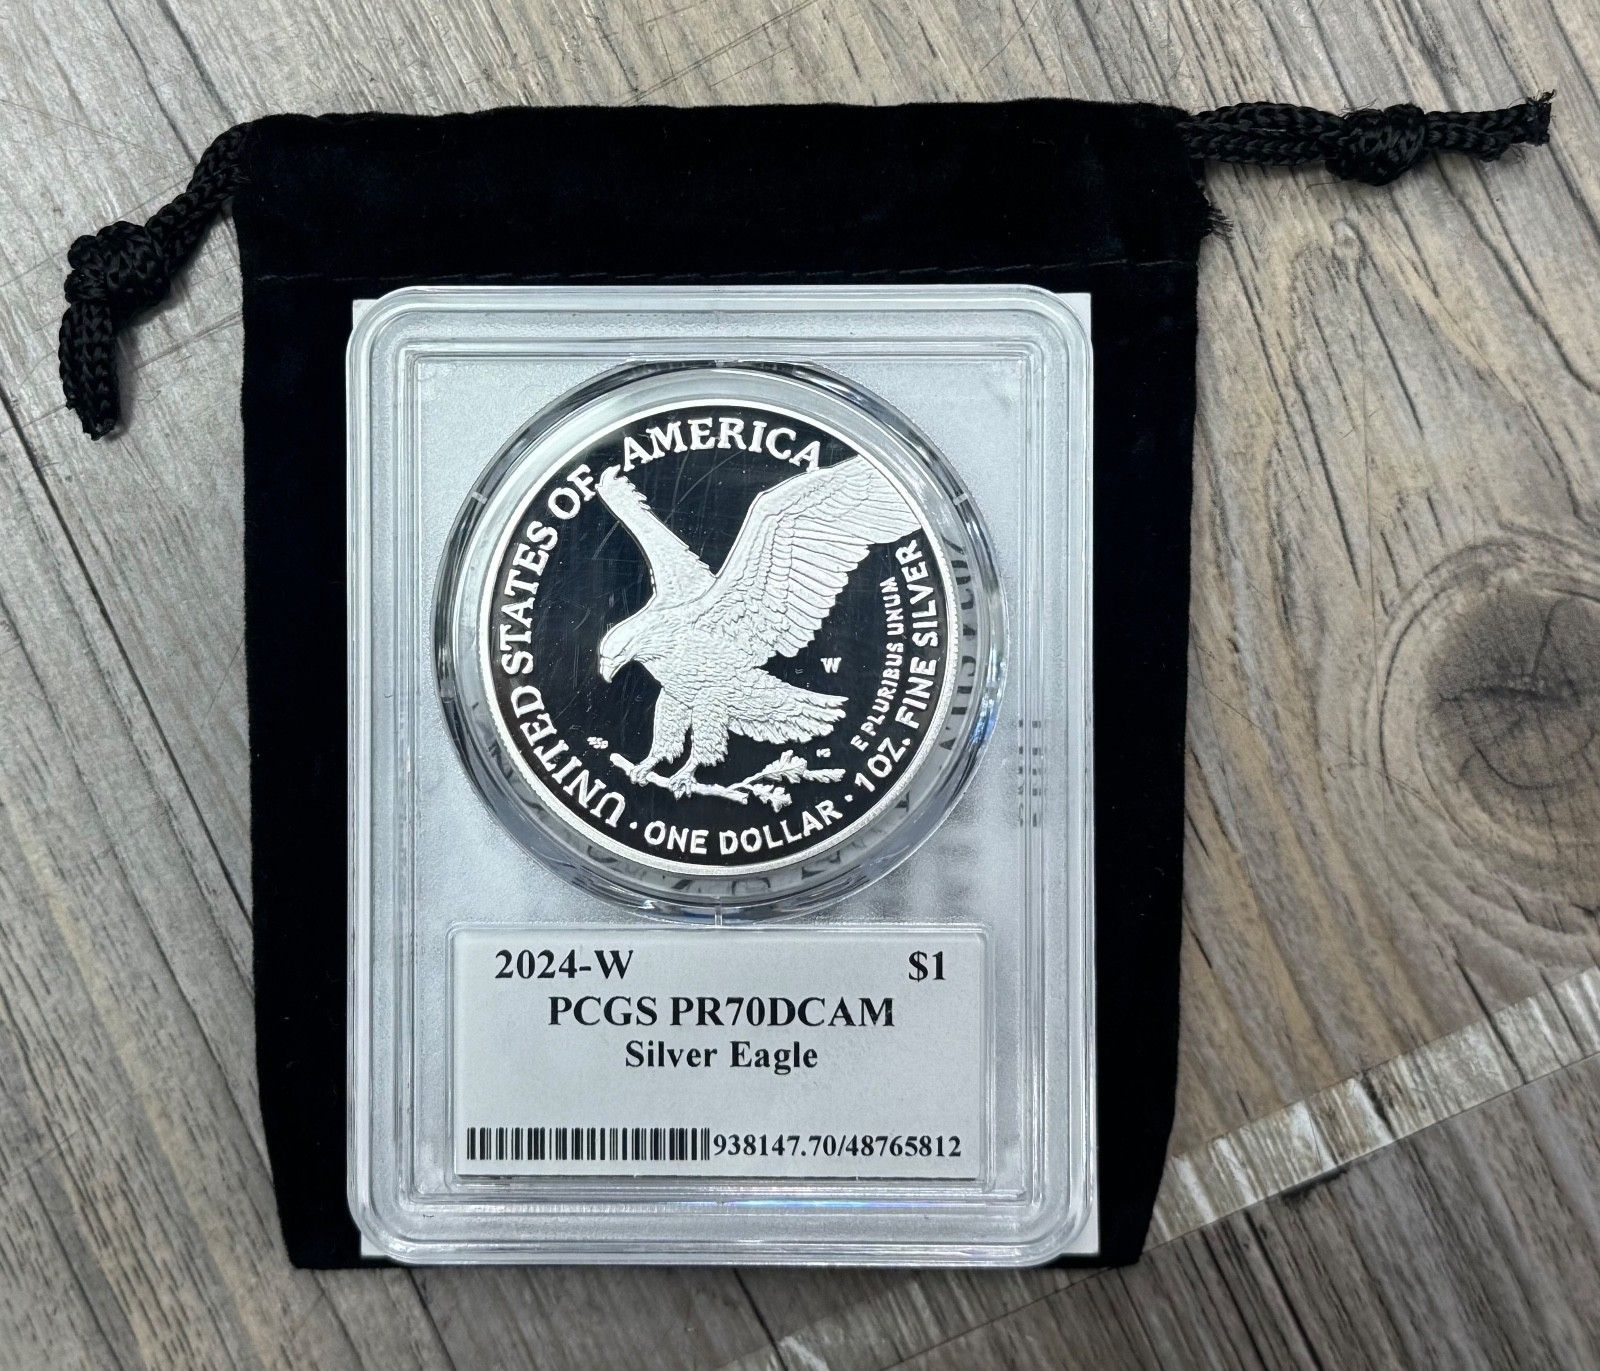 UNITED STATES OF AMERICA
W
E PLURIBUS UNUM
1 OZ. FINE SILVER
· ONE DOLLAR ·
2024-W $1
PCGS PR70DCAM
Silver Eagle
938147.70/48765812